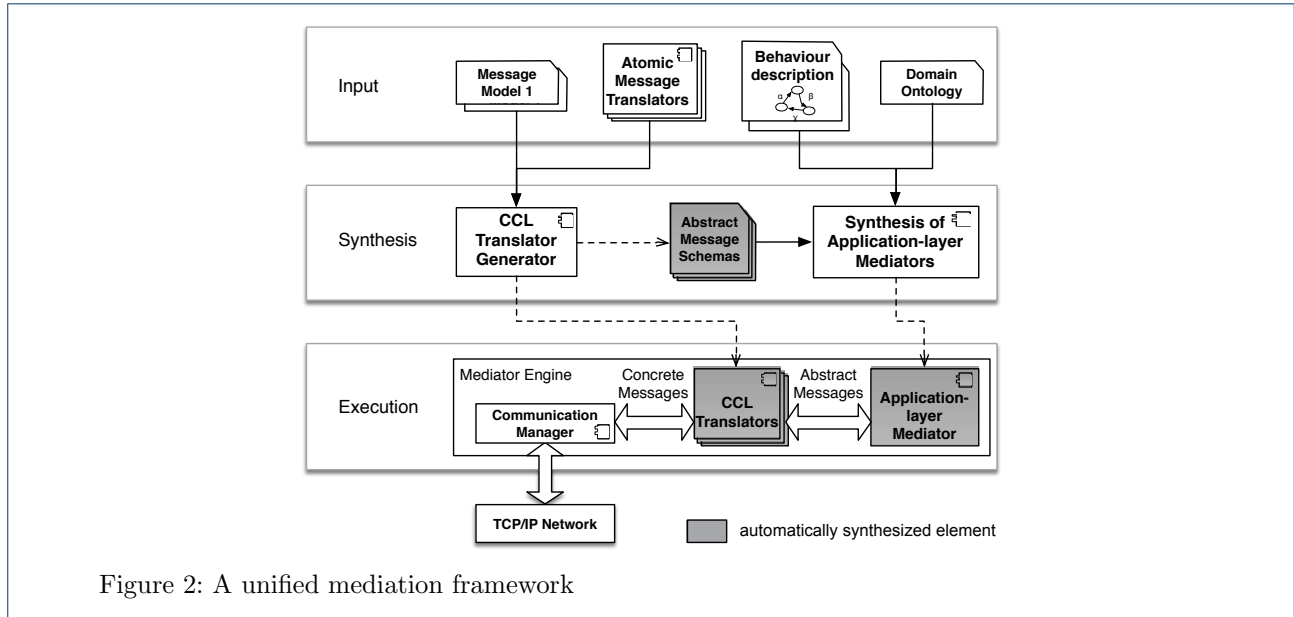 Input
Message
Model 1
Atomic
Message
Translators
Behaviour
description
α
β
γ
Domain
Ontology
Synthesis
CCL
Translator
Generator
Abstract
Message
Schemas
Synthesis of
Application-layer
Mediators
Execution
Mediator Engine
Communication
Manager
Concrete
Messages
CCL
Translators
Abstract
Messages
Application-
layer
Mediator
TCP/IP Network
automatically synthesized element
Figure 2: A unified mediation framework